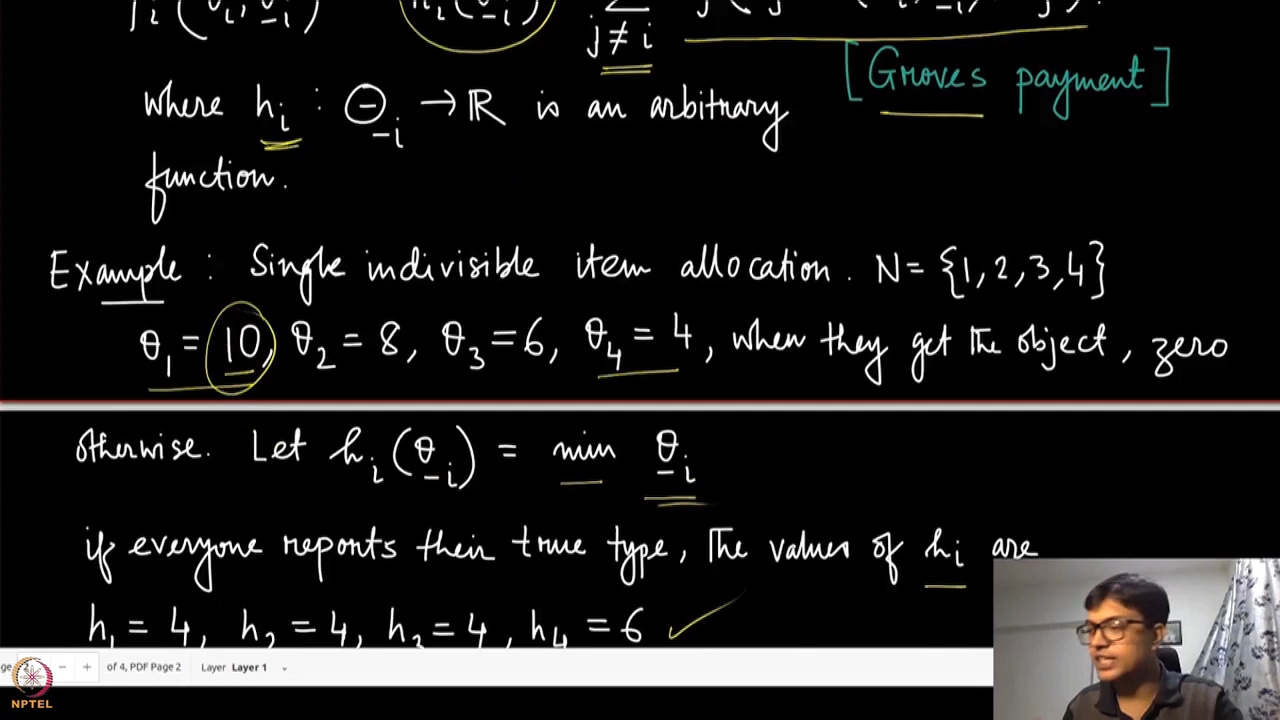 j≠i
[Groves payment]
where hᵢ : Θ₋ᵢ → ℝ is an arbitrary
function.
Example : Single indivisible item allocation. N = {1, 2, 3, 4}
θ₁ = 10, θ₂ = 8, θ₃ = 6, θ₄ = 4, when they get the object, zero
otherwise. Let hᵢ(θ₋ᵢ) = min θ₋ᵢ
if everyone reports their true type, the values of hᵢ are
h₁ = 4, h₂ = 4, h₃ = 4, h₄ = 6 ✓
of 4, PDF Page 2 Layer Layer 1
NPTEL